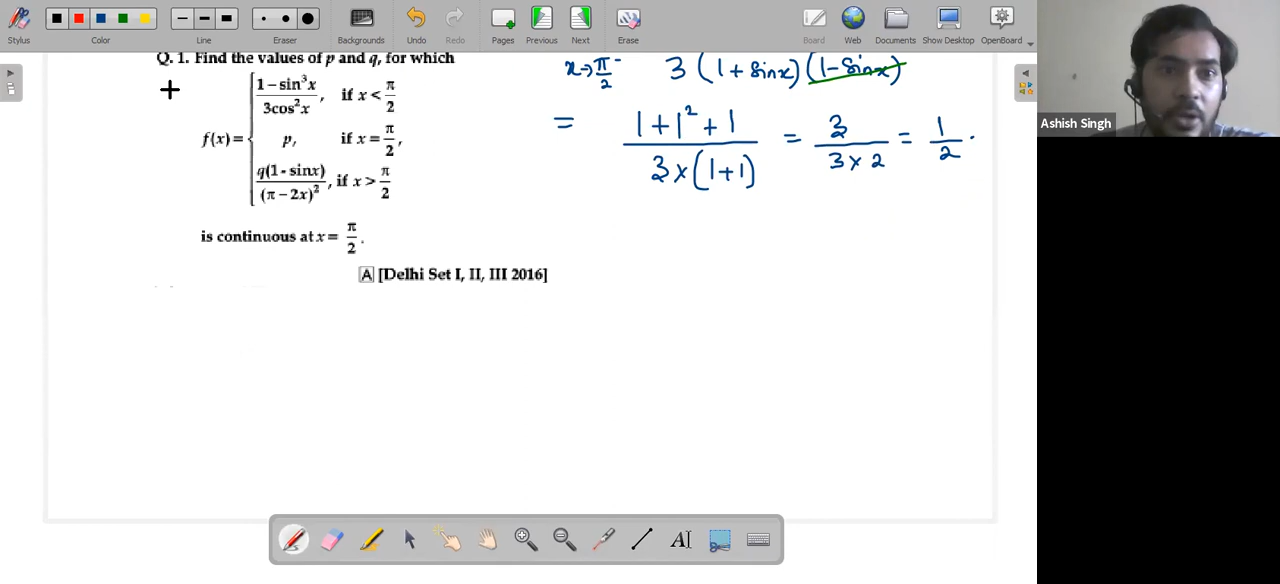 Stylus Color Line Eraser Backgrounds Undo Redo Pages Previous Next Erase Board Web Documents Show Desktop OpenBoard
Q. 1. Find the values of p and q, for which
f(x) = { 1 – sin³x / 3cos²x, if x < π/2
p, if x = π/2,
q(1 - sinx) / (π – 2x)², if x > π/2
is continuous at x = π/2.
A [Delhi Set I, II, III 2016]
x→π/2⁻ 3 (1 + sinx) (1 - sinx)
= 1 + 1² + 1 / 3 × (1 + 1) = 3 / 3 × 2 = 1/2 .
Ashish Singh
AI